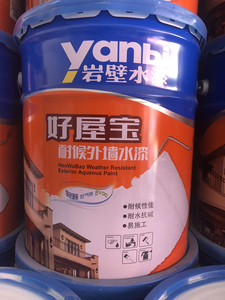 yanbi
岩壁水漆
好屋宝
耐候外墙水漆
HaoWuBao Weather Resistant
Exterior Aqueous Paint
• 耐候性佳
• 耐水抗碱
• 易施工